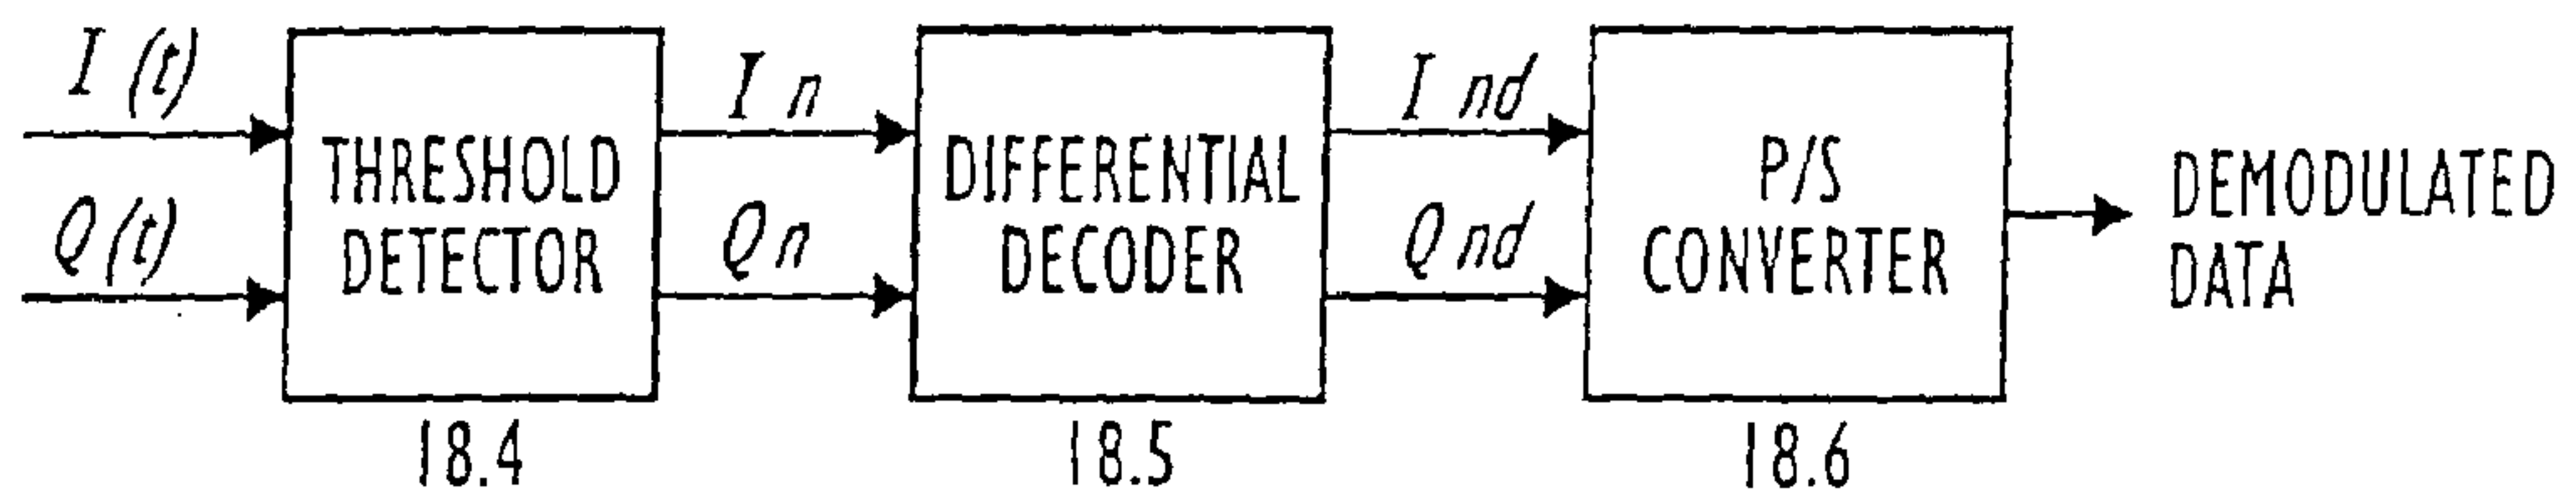 I (t)
Q (t)
THRESHOLD
DETECTOR
18.4
I n
Q n
DIFFERENTIAL
DECODER
18.5
I nd
Q nd
P/S
CONVERTER
18.6
DEMODULATED
DATA